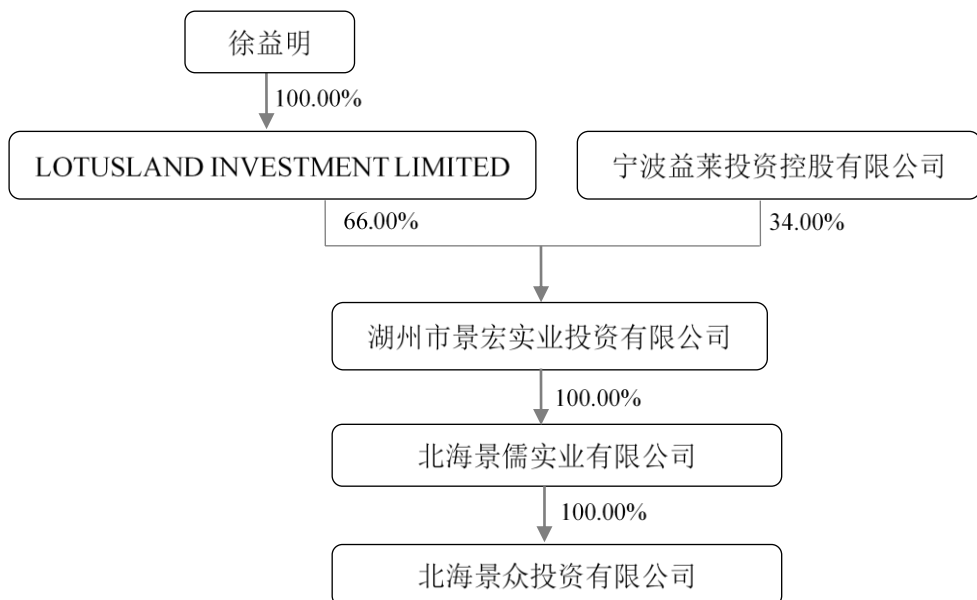 徐益明
100.00%
LOTUSLAND INVESTMENT LIMITED
宁波益莱投资控股有限公司
66.00%
34.00%
湖州市景宏实业投资有限公司
100.00%
北海景儒实业有限公司
100.00%
北海景众投资有限公司